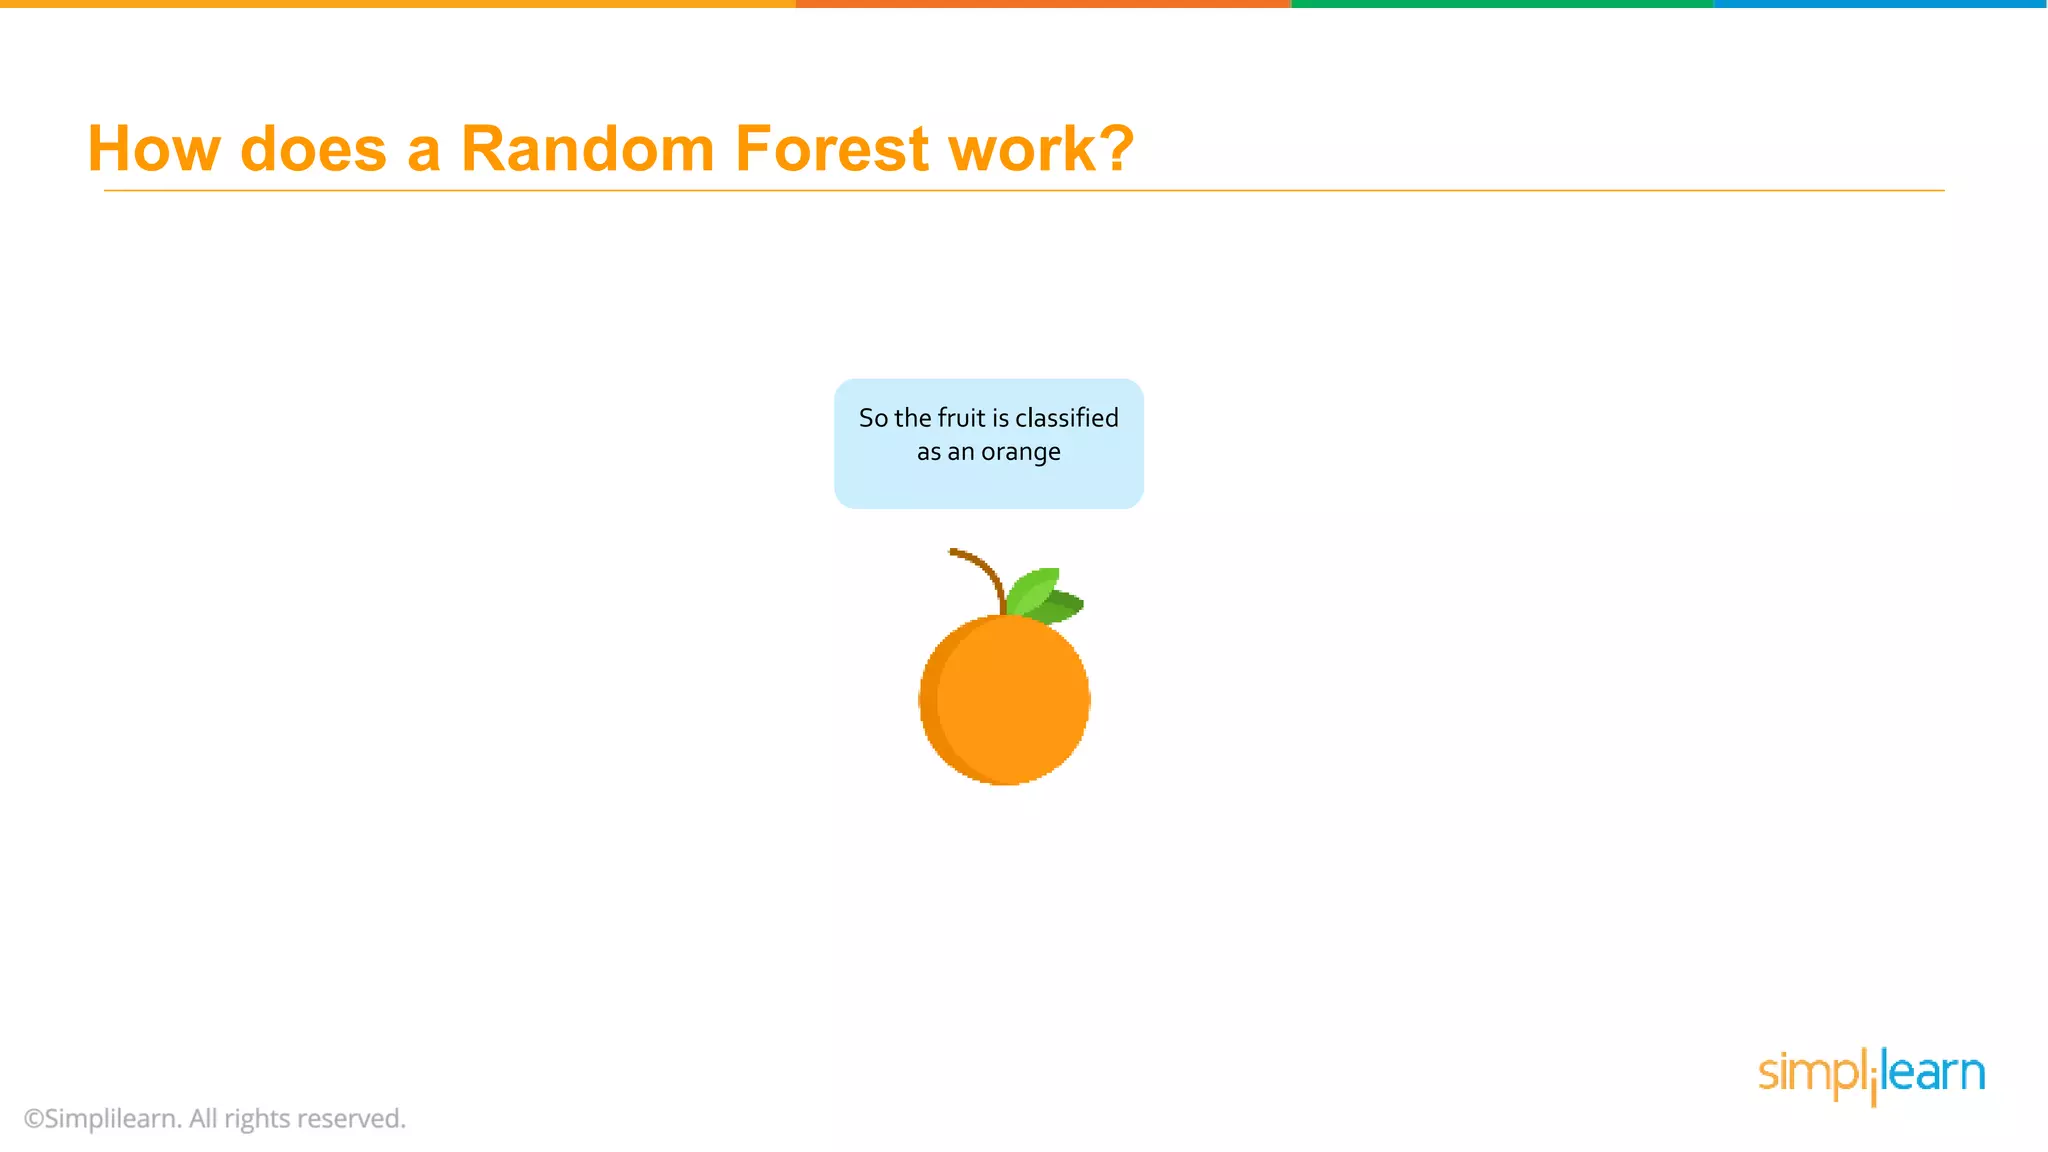 How does a Random Forest work?
So the fruit is classified
as an orange
simplilearn
©Simplilearn. All rights reserved.